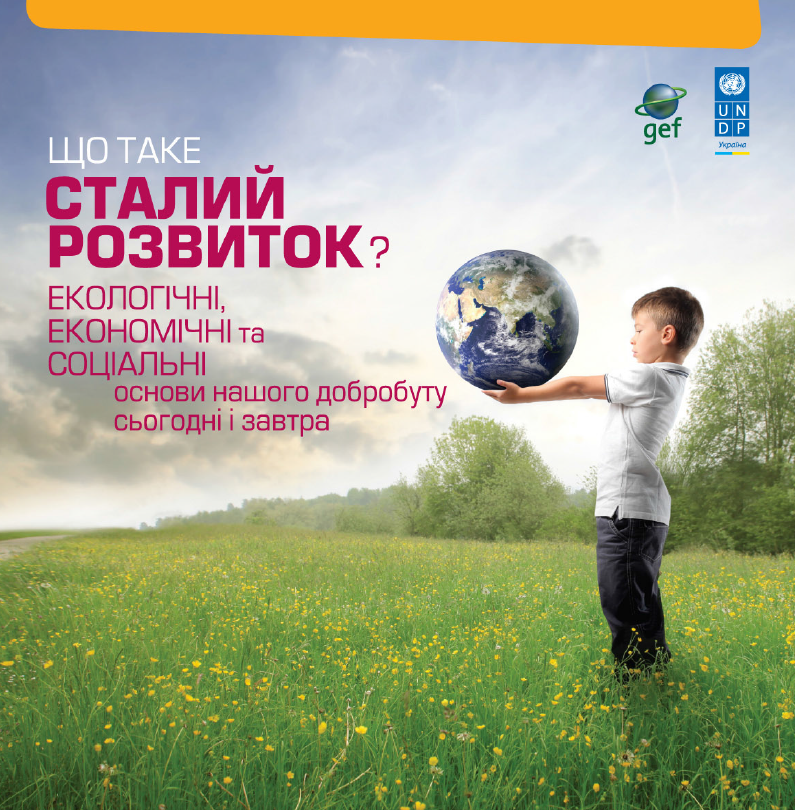 gef
U N
D P
Україна
ЩО ТАКЕ
СТАЛИЙ
РОЗВИТОК?
ЕКОЛОГІЧНІ,
ЕКОНОМІЧНІ та
СОЦІАЛЬНІ
основи нашого добробуту
сьогодні і завтра